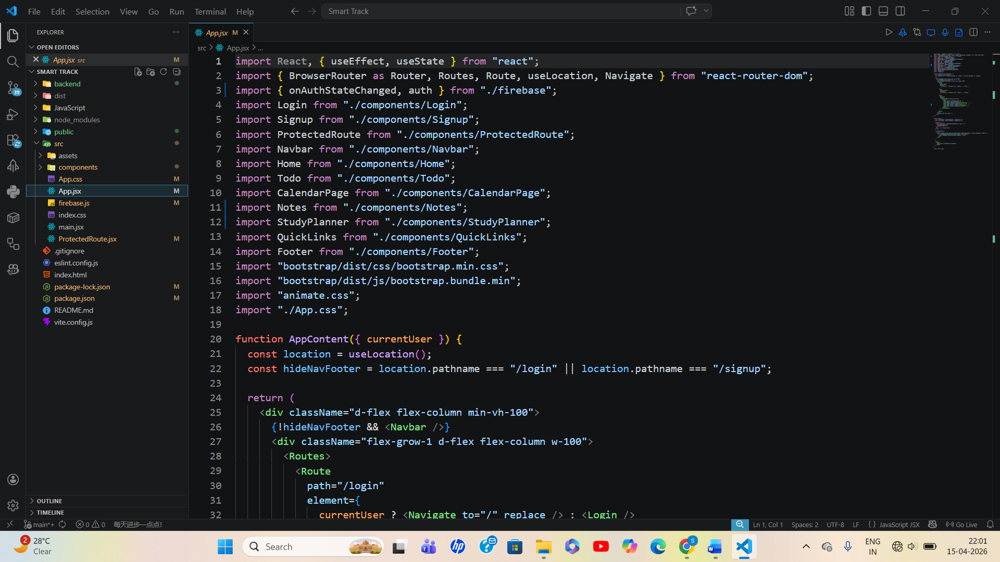 File Edit Selection View Go Run Terminal Help
Smart Track
EXPLORER
OPEN EDITORS
App.jsx src M
SMART TRACK
backend
dist
JavaScript
node_modules
public
src
assets
components
App.css M
App.jsx M
firebase.js M
index.css
main.jsx
ProtectedRoute.jsx M
.gitignore
eslint.config.js
index.html
package-lock.json M
package.json M
README.md
vite.config.js
OUTLINE
TIMELINE
39
App.jsx M
src > App.jsx > ...
1 import React, { useEffect, useState } from "react";
2 import { BrowserRouter as Router, Routes, Route, useLocation, Navigate } from "react-router-dom";
3 import { onAuthStateChanged, auth } from "./firebase";
4 import Login from "./components/Login";
5 import Signup from "./components/Signup";
6 import ProtectedRoute from "./components/ProtectedRoute";
7 import Navbar from "./components/Navbar";
8 import Home from "./components/Home";
9 import Todo from "./components/Todo";
10 import CalendarPage from "./components/CalendarPage";
11 import Notes from "./components/Notes";
12 import StudyPlanner from "./components/StudyPlanner";
13 import QuickLinks from "./components/QuickLinks";
14 import Footer from "./components/Footer";
15 import "bootstrap/dist/css/bootstrap.min.css";
16 import "bootstrap/dist/js/bootstrap.bundle.min";
17 import "animate.css";
18 import "./App.css";
19
20 function AppContent({ currentUser }) {
21 const location = useLocation();
22 const hideNavFooter = location.pathname === "/login" || location.pathname === "/signup";
23
24 return (
25 <div className="d-flex flex-column min-vh-100">
26 {!hideNavFooter && <Navbar />}
27 <div className="flex-grow-1 d-flex flex-column w-100">
28 <Routes>
29 <Route
30 path="/login"
31 element={
32 currentUser ? <Navigate to="/" replace /> : <Login />
main*+ 0 0 每天进步一点点!
Ln 1, Col 1 Spaces: 2 UTF-8 LF { } JavaScript JSX Go Live
2 28°C
Clear
Search
ENG
IN
22:01
15-04-2026